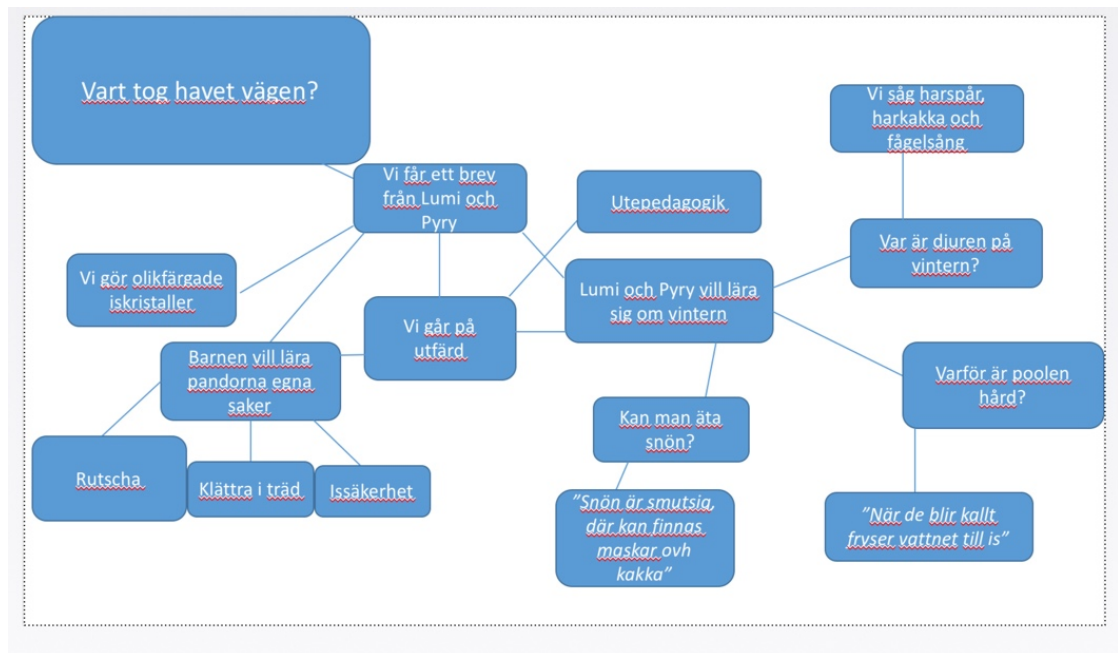 Vart tog havet vägen?
Vi såg harspår,
harkakka och
fågelsång
Vi får ett brev
från Lumi och
Pyry
Utepedagogik
Var är djuren på
vintern?
Vi gör olikfärgade
iskristaller
Lumi och Pyry vill lära
sig om vintern
Vi går på
utfärd
Barnen vill lära
pandorna egna
saker
Varför är poolen
hård?
Kan man äta
snön?
Rutscha
Klättra i träd
Issäkerhet
”Snön är smutsig,
där kan finnas
maskar ovh
kakka”
”När de blir kallt
fryser vattnet till is”